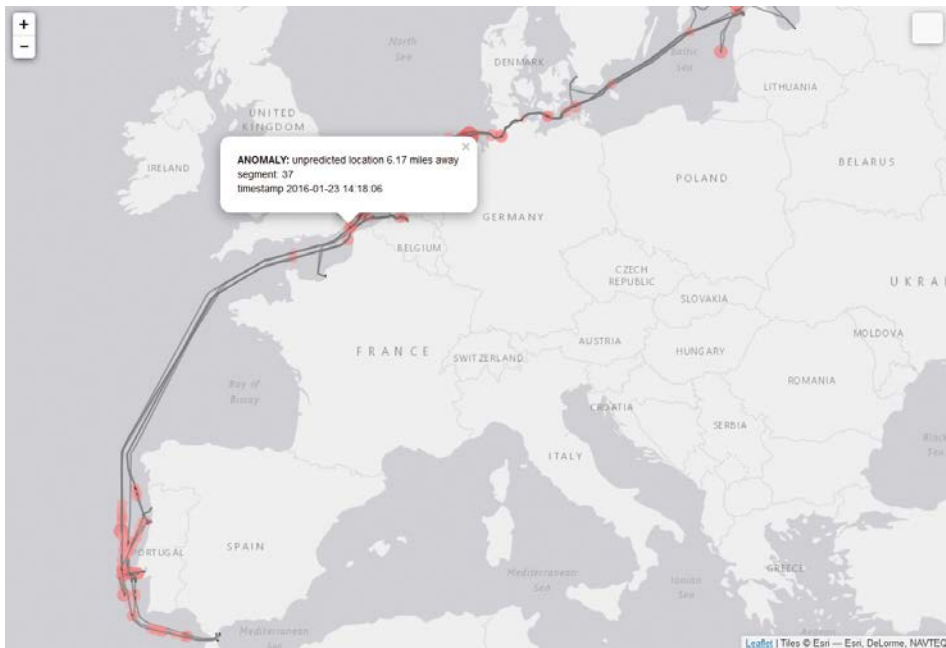 +
−
North
Sea
DENMARK
Baltic
Sea
LITHUANIA
UNITED
KINGDOM
IRELAND
BELARUS
×
ANOMALY: unpredicted location 6.17 miles away
segment: 37
timestamp 2016-01-23 14:18:06
POLAND
GERMANY
BELGIUM
CZECH
REPUBLIC
UKRA
SLOVAKIA
MOLDOVA
AUSTRIA
FRANCE
SWITZERLAND
HUNGARY
ROMANIA
Bay of
Biscay
CROATIA
SERBIA
Black
Sea
ITALY
PORTUGAL
SPAIN
GREECE
Mediterranean
Sea
Ionian
Sea
Mediterranean
Leaflet | Tiles © Esri — Esri, DeLorme, NAVTEQ